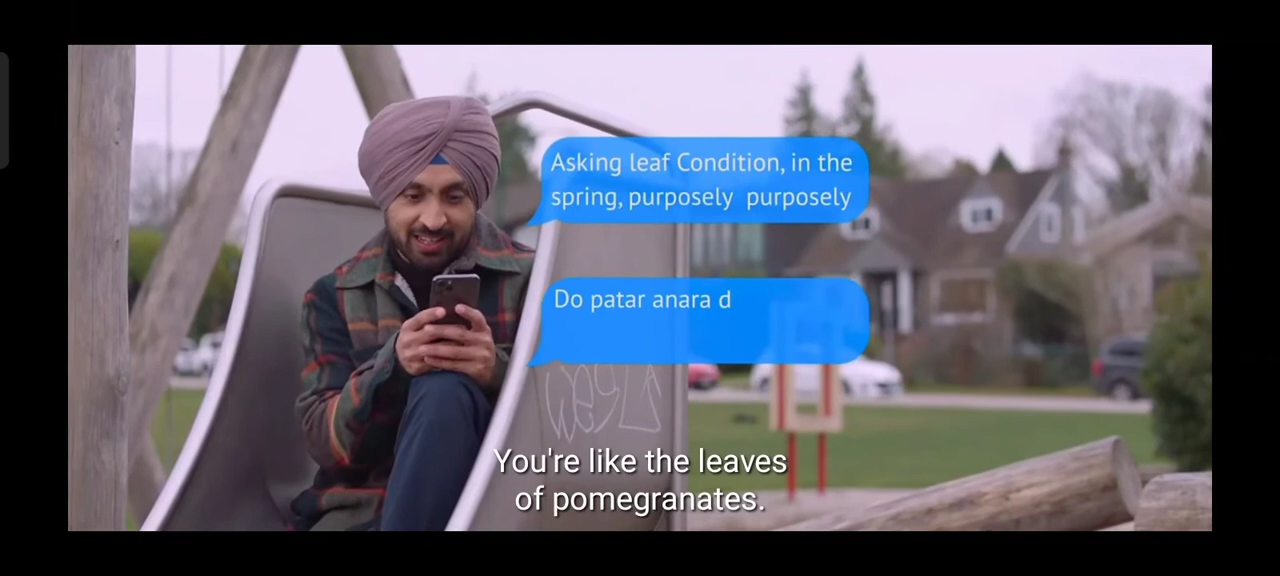 Asking leaf Condition, in the
spring, purposely purposely
Do patar anara d
You're like the leaves
of pomegranates.